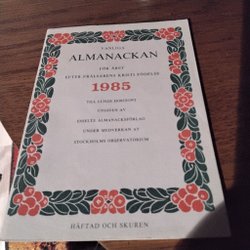 VANLIGA
ALMANACKAN
FÖR ÅRET
EFTER FRÄLSARENS KRISTI FÖDELSE
1985
TILL LUNDS HORISONT
UTGIVEN AV
ESSELTE ALMANACKSFÖRLAG
UNDER MEDVERKAN AV
STOCKHOLMS OBSERVATORIUM
HÄFTAD OCH SKUREN